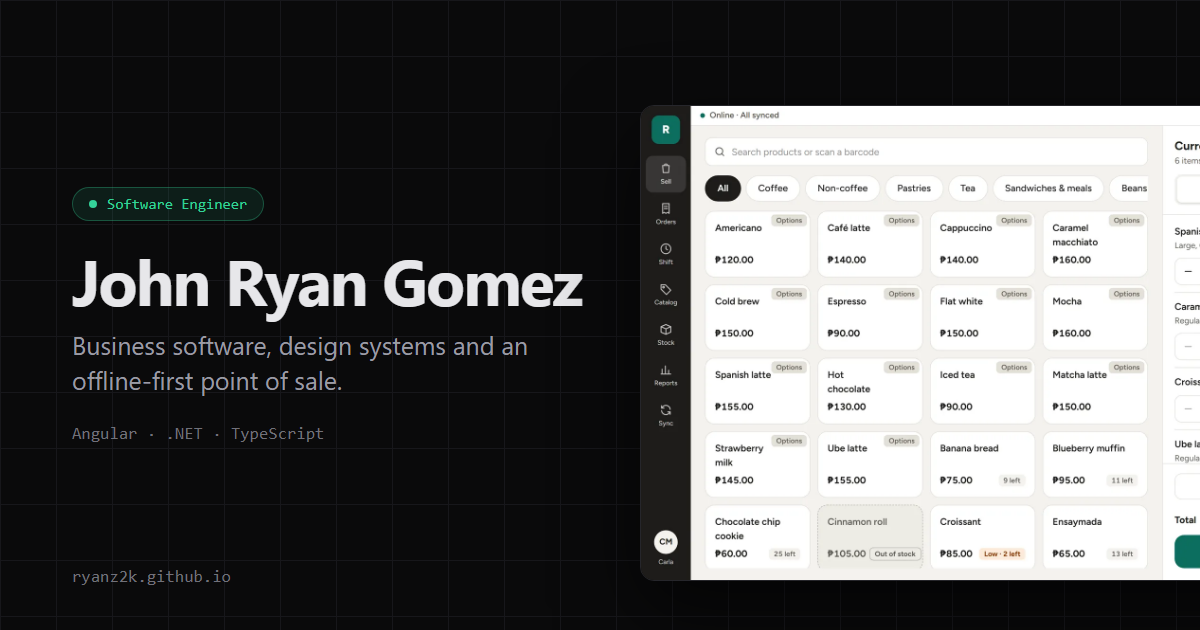 Software Engineer
John Ryan Gomez
Business software, design systems and an
offline-first point of sale.
Angular · .NET · TypeScript
ryanz2k.github.io
R
Sell
Orders
Shift
Catalog
Stock
Reports
Sync
CM
Carla
Online · All synced
Search products or scan a barcode
All Coffee Non-coffee Pastries Tea Sandwiches & meals Beans
Options Options Options Options
Americano Café latte Cappuccino Caramel
macchiato
₱120.00 ₱140.00 ₱140.00 ₱160.00
Options Options Options Options
Cold brew Espresso Flat white Mocha
₱150.00 ₱90.00 ₱150.00 ₱160.00
Options Options Options Options
Spanish latte Hot Iced tea Matcha latte
chocolate
₱155.00 ₱130.00 ₱90.00 ₱150.00
Options Options
Strawberry Ube latte Banana bread Blueberry muffin
milk
₱145.00 ₱155.00 ₱75.00 9 left ₱95.00 11 left
Chocolate chip Cinnamon roll Croissant Ensaymada
cookie
₱60.00 25 left ₱105.00 Out of stock ₱85.00 Low · 2 left ₱65.00 13 left
Curre
6 items
Spanis
Large,
Caram
Regula
Croiss
Ube la
Regula
Total